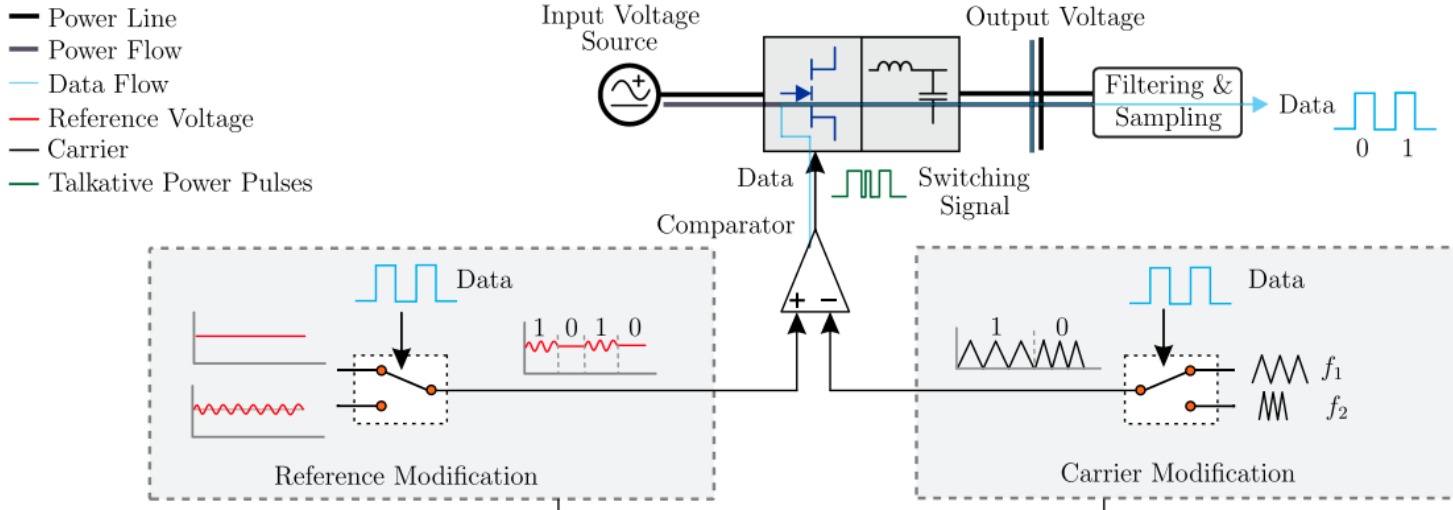 Power Line
Power Flow
Data Flow
Reference Voltage
Carrier
Talkative Power Pulses
Input Voltage
Source
Output Voltage
Filtering &
Sampling
Data
0 1
Data
Switching
Signal
Comparator
+ −
Data
1 0 1 0
Reference Modification
Data
1 0
f1
f2
Carrier Modification